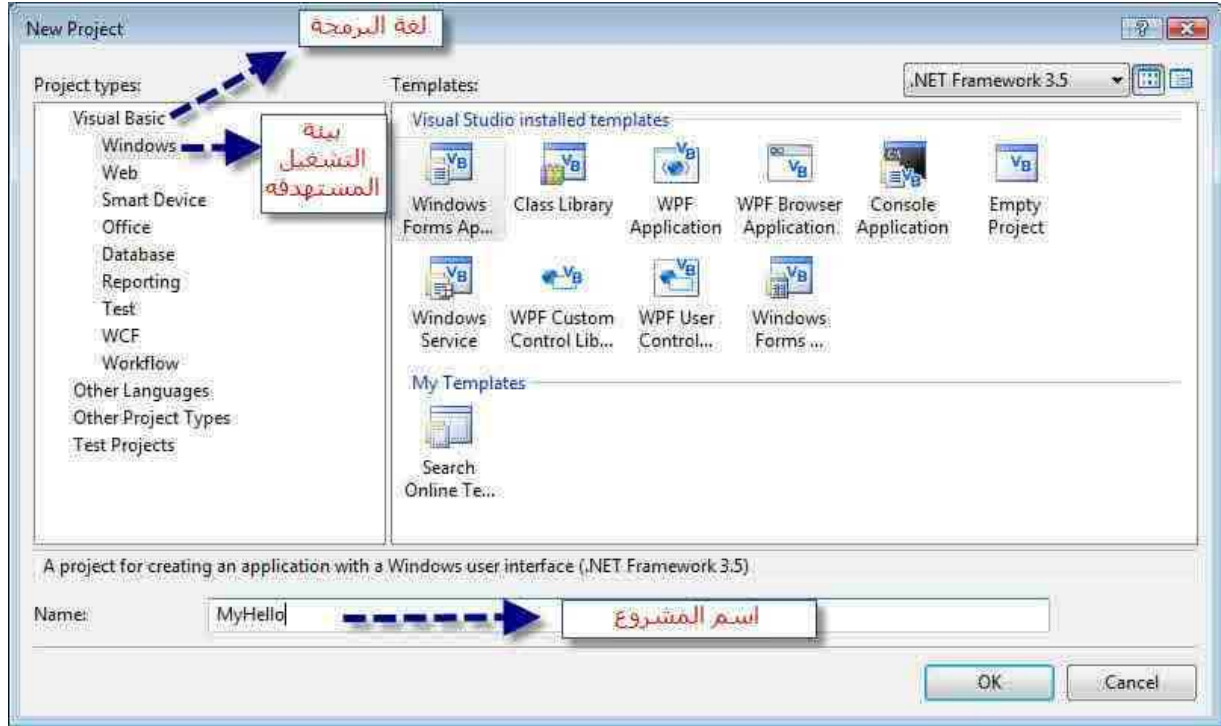 New Project
لغة البرمجة
Project types:
Templates:
.NET Framework 3.5
Visual Basic
Windows
Web
Smart Device
Office
Database
Reporting
Test
WCF
Workflow
Other Languages
Other Project Types
Test Projects
بيئة
التشغيل
المستهدفه
Visual Studio installed templates
Windows
Forms Ap...
Class Library
WPF
Application
WPF Browser
Application
Console
Application
Empty
Project
Windows
Service
WPF Custom
Control Lib...
WPF User
Control...
Windows
Forms ...
My Templates
Search
Online Te...
A project for creating an application with a Windows user interface (.NET Framework 3.5)
Name:
MyHello
اسم المشروع
OK
Cancel